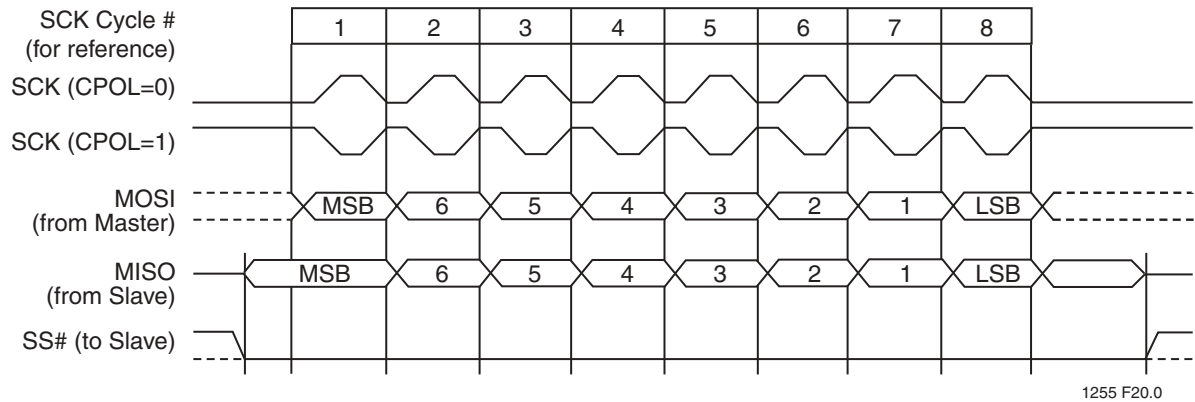 SCK Cycle #
(for reference)
1 2 3 4 5 6 7 8
SCK (CPOL=0)
SCK (CPOL=1)
MOSI
(from Master)
MSB 6 5 4 3 2 1 LSB
MISO
(from Slave)
MSB 6 5 4 3 2 1 LSB
SS# (to Slave)
1255 F20.0